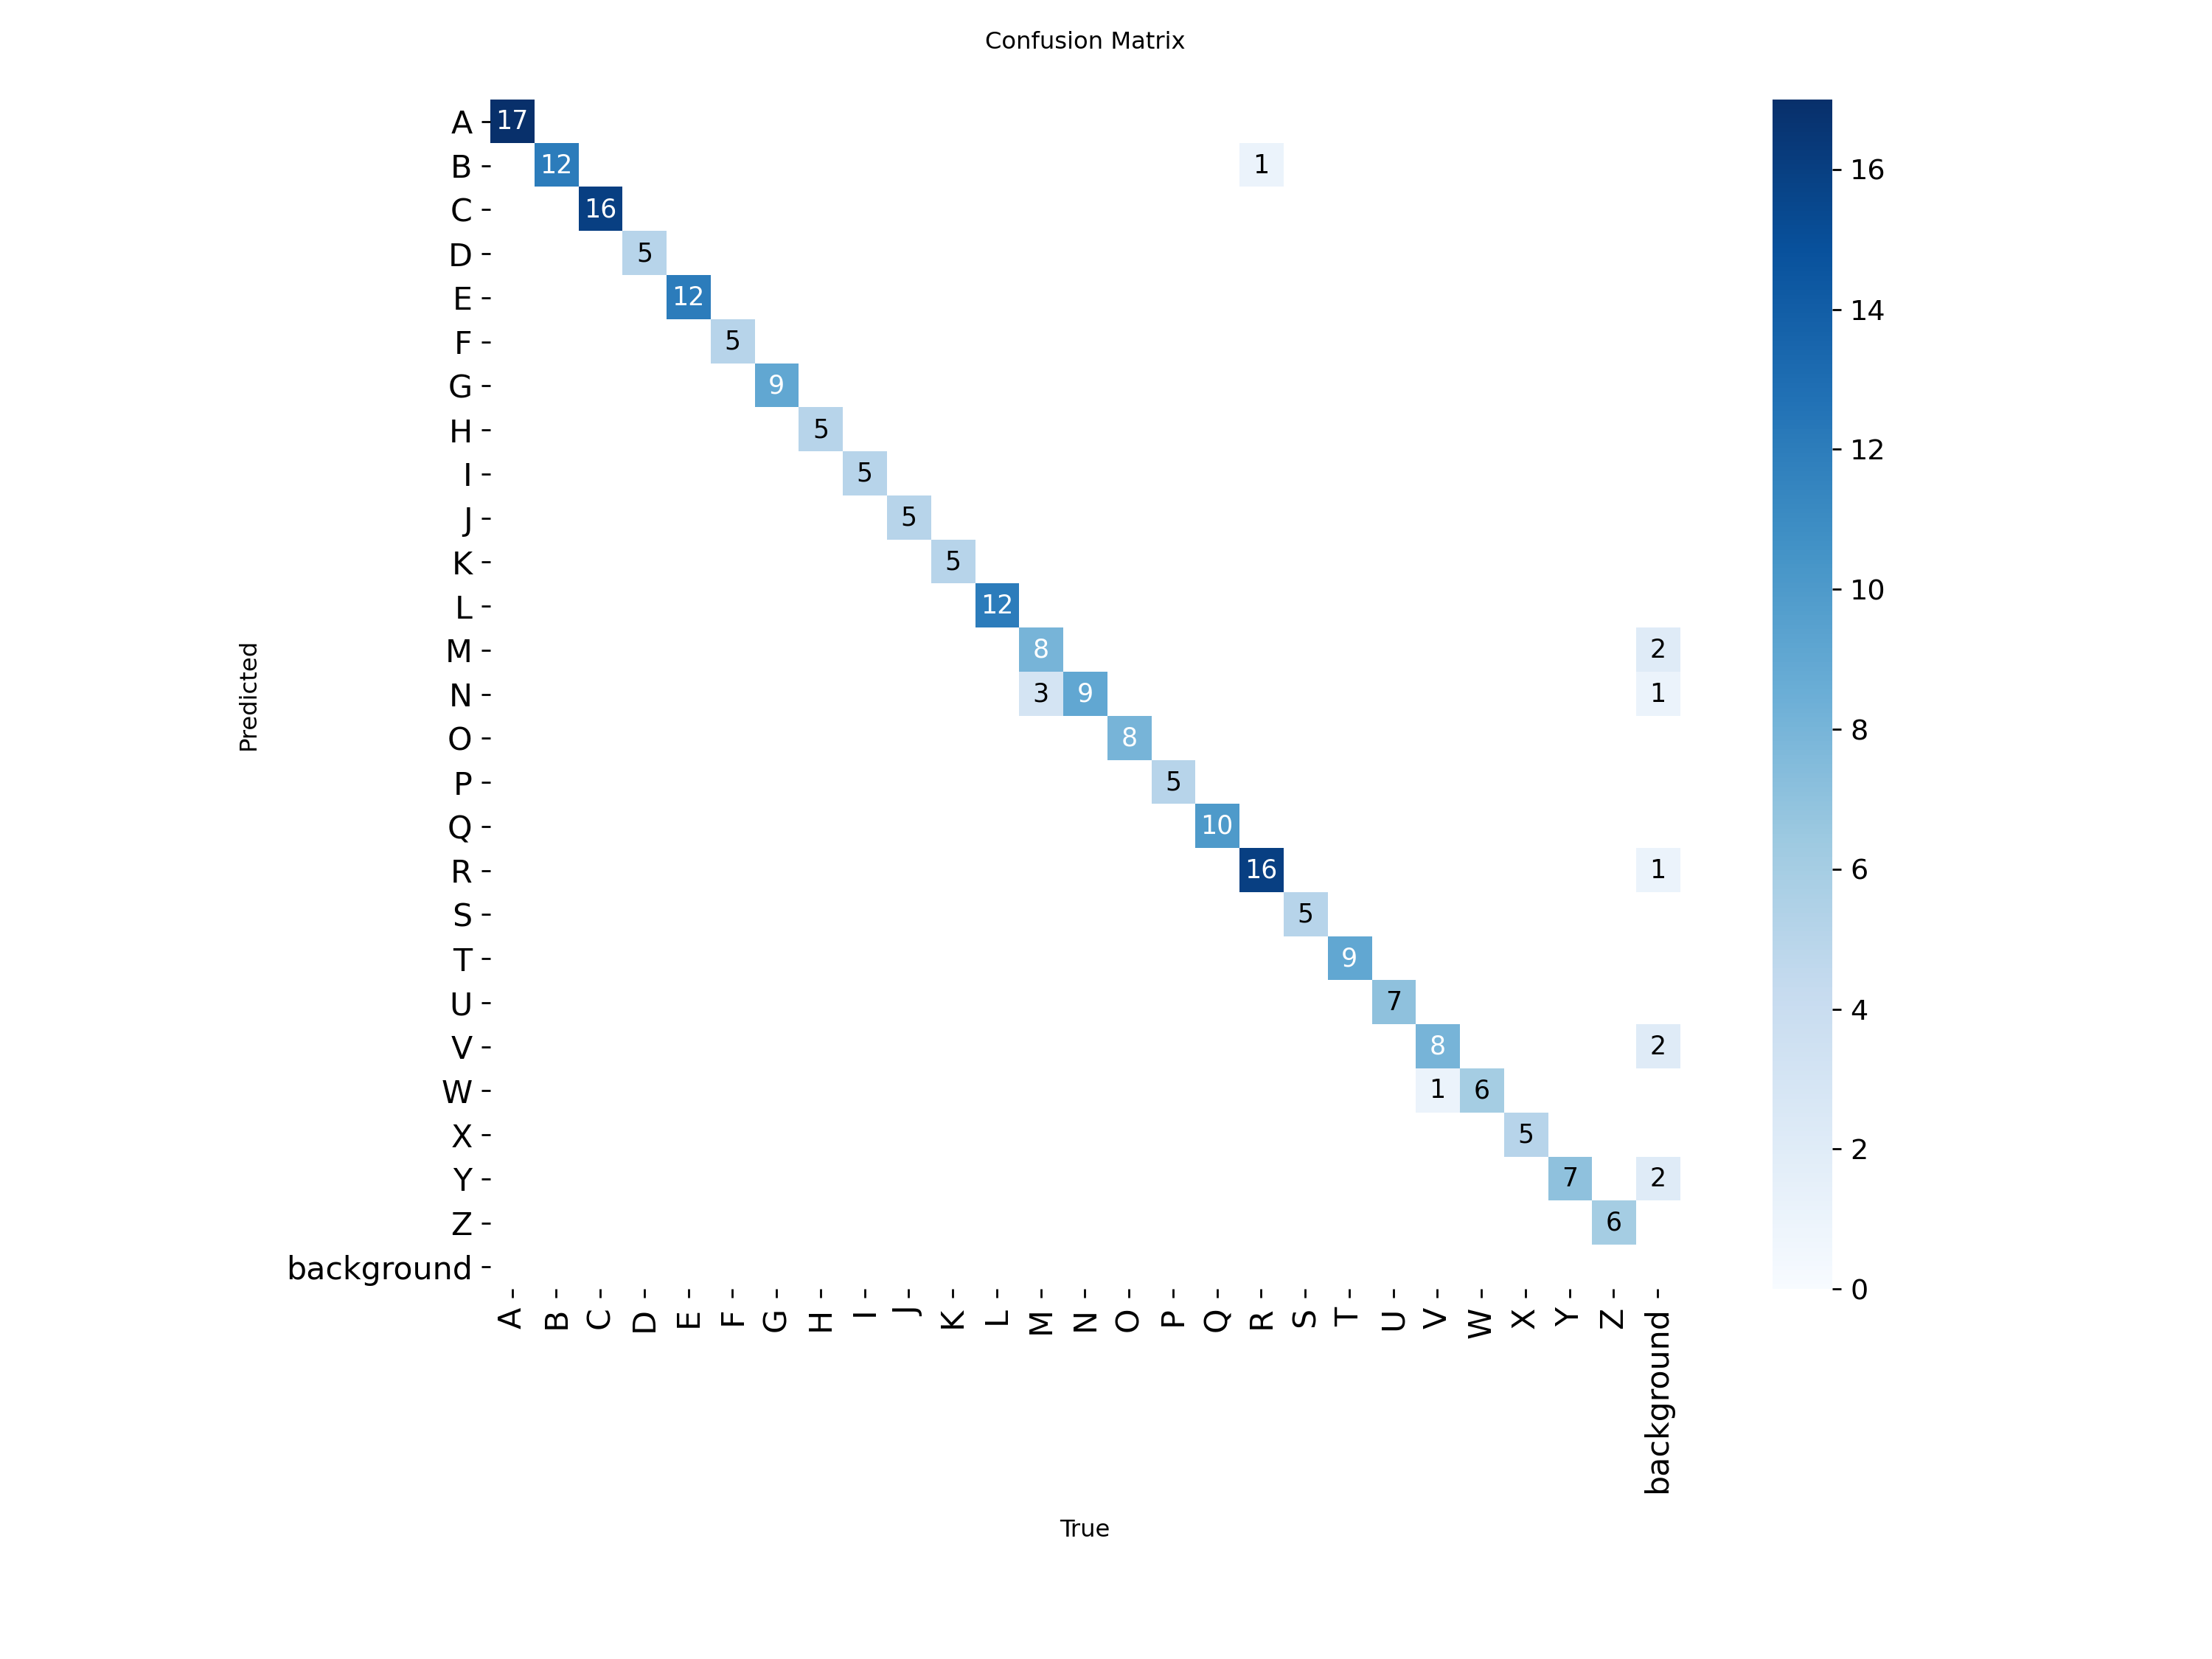 Confusion Matrix
A 17
B 12 1
C 16
D 5
E 12
F 5
G 9
H 5
I 5
J 5
K 5
L 12
M 8 2
N 3 9 1
O 8
P 5
Q 10
R 16 1
S 5
T 9
U 7
V 8 2
W 1 6
X 5
Y 7 2
Z 6
background
A B C D E F G H I J K L M N O P Q R S T U V W X Y Z background
Predicted
True
16
14
12
10
8
6
4
2
0